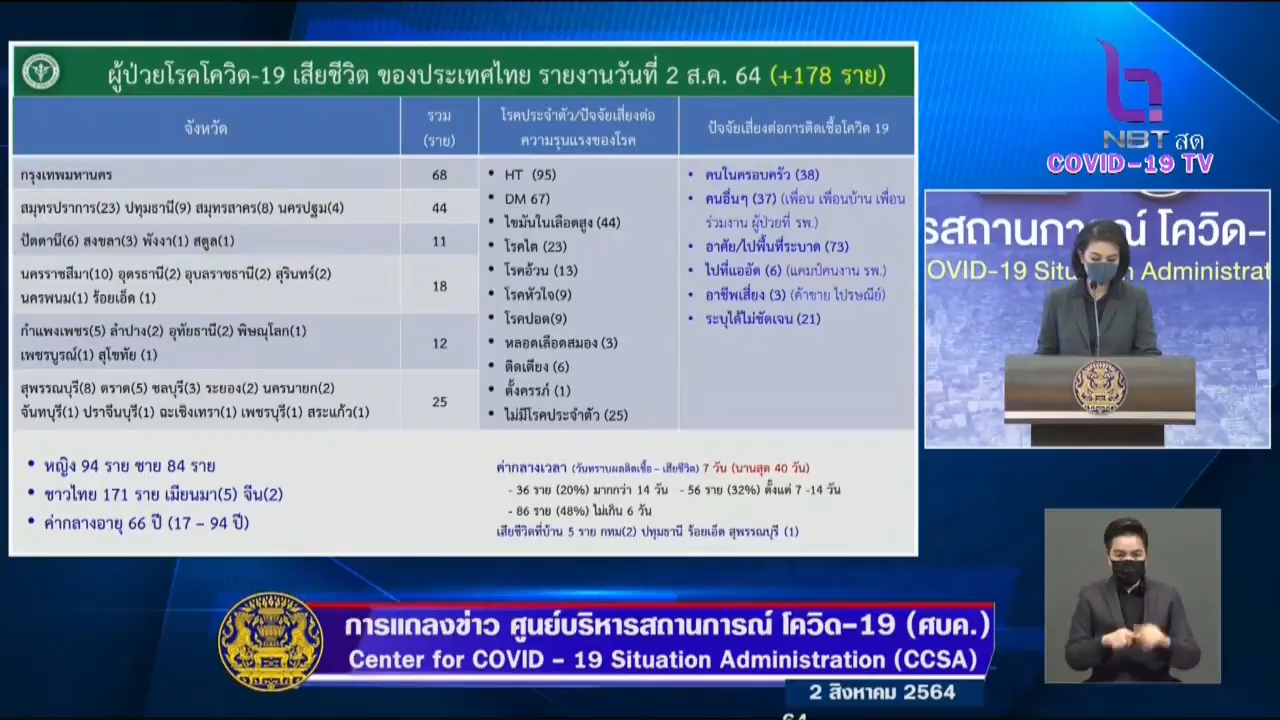 ผู้ป่วยโรคโควิด-19 เสียชีวิต ของประเทศไทย รายงานวันที่ 2 ส.ค. 64 (+178 ราย)
จังหวัด
รวม
(ราย)
โรคประจำตัว/ปัจจัยเสี่ยงต่อ
ความรุนแรงของโรค
ปัจจัยเสี่ยงต่อการติดเชื้อโควิด 19
กรุงเทพมหานคร
68
สมุทรปราการ(23) ปทุมธานี(9) สมุทรสาคร(8) นครปฐม(4)
44
ปัตตานี(6) สงขลา(3) พังงา(1) สตูล(1)
11
นครราชสีมา(10) อุดรธานี(2) อุบลราชธานี(2) สุรินทร์(2)
นครพนม(1) ร้อยเอ็ด (1)
18
กำแพงเพชร(5) ลำปาง(2) อุทัยธานี(2) พิษณุโลก(1)
เพชรบูรณ์(1) สุโขทัย (1)
12
สุพรรณบุรี(8) ตราด(5) ชลบุรี(3) ระยอง(2) นครนายก(2)
จันทบุรี(1) ปราจีนบุรี(1) ฉะเชิงเทรา(1) เพชรบุรี(1) สระแก้ว(1)
25
• HT (95)
• DM 67)
• ไขมันในเลือดสูง (44)
• โรคไต (23)
• โรคอ้วน (13)
• โรคหัวใจ(9)
• โรคปอด(9)
• หลอดเลือดสมอง (3)
• ติดเตียง (6)
• ตั้งครรภ์ (1)
• ไม่มีโรคประจำตัว (25)
• คนในครอบครัว (38)
• คนอื่นๆ (37) (เพื่อน เพื่อนบ้าน เพื่อน
ร่วมงาน ผู้ป่วยที่ รพ.)
• อาศัย/ไปพื้นที่ระบาด (73)
• ไปที่แออัด (6) (แคมป์คนงาน รพ.)
• อาชีพเสี่ยง (3) (ค้าขาย ไปรษณีย์)
• ระบุได้ไม่ชัดเจน (21)
• หญิง 94 ราย ชาย 84 ราย
• ชาวไทย 171 ราย เมียนมา(5) จีน(2)
• ค่ากลางอายุ 66 ปี (17 – 94 ปี)
ค่ากลางเวลา (วันทราบผลติดเชื้อ – เสียชีวิต) 7 วัน (นานสุด 40 วัน)
- 36 ราย (20%) มากกว่า 14 วัน - 56 ราย (32%) ตั้งแต่ 7 -14 วัน
- 86 ราย (48%) ไม่เกิน 6 วัน
เสียชีวิตที่บ้าน 5 ราย กทม(2) ปทุมธานี ร้อยเอ็ด สุพรรณบุรี (1)
NBT สด
COVID-19 TV
รสถานการณ์ โควิด-
OVID-19 Situation Administrat
การแถลงข่าว ศูนย์บริหารสถานการณ์ โควิด-19 (ศบค.)
Center for COVID – 19 Situation Administration (CCSA)
2 สิงหาคม 2564